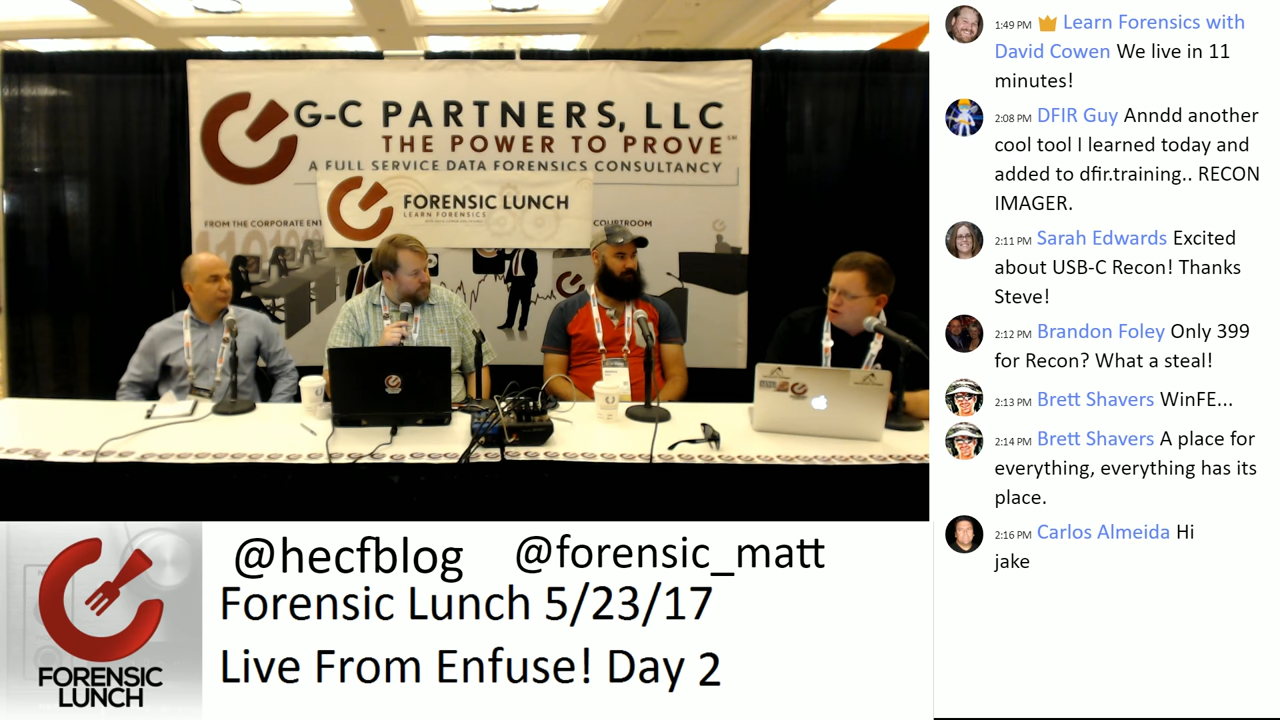 G-C PARTNERS, LLC
THE POWER TO PROVE℠
A FULL SERVICE DATA FORENSICS CONSULTANCY
FORENSIC LUNCH
LEARN FORENSICS
FROM THE CORPORATE ENT
COURTROOM
FORENSIC
LUNCH
@hecfblog @forensic_matt
Forensic Lunch 5/23/17
Live From Enfuse! Day 2
1:49 PM Learn Forensics with
David Cowen We live in 11
minutes!
2:08 PM DFIR Guy Anndd another
cool tool I learned today and
added to dfir.training.. RECON
IMAGER.
2:11 PM Sarah Edwards Excited
about USB-C Recon! Thanks
Steve!
2:12 PM Brandon Foley Only 399
for Recon? What a steal!
2:13 PM Brett Shavers WinFE...
2:14 PM Brett Shavers A place for
everything, everything has its
place.
2:16 PM Carlos Almeida Hi
jake